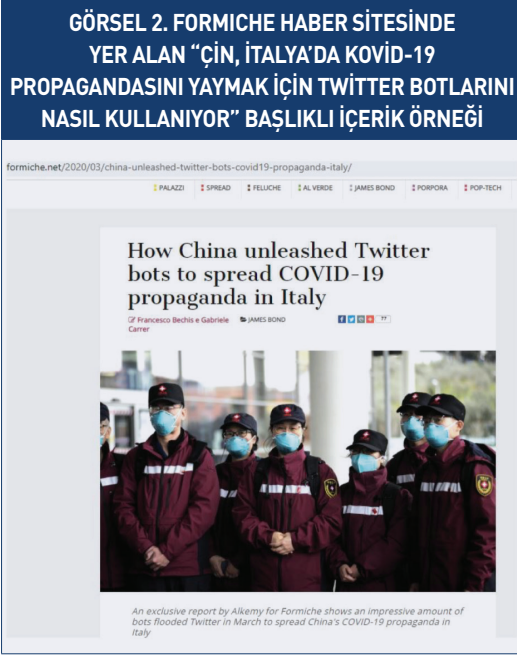 GÖRSEL 2. FORMICHE HABER SİTESİNDE
YER ALAN “ÇİN, İTALYA’DA KOVİD-19
PROPAGANDASINI YAYMAK İÇİN TWİTTER BOTLARINI
NASIL KULLANIYOR” BAŞLIKLI İÇERİK ÖRNEĞİ
formiche.net/2020/03/china-unleashed-twitter-bots-covid19-propaganda-italy/
PALAZZI SPREAD FELUCHE AL VERDE JAMES BOND PORPORA POP-TECH
How China unleashed Twitter
bots to spread COVID-19
propaganda in Italy
Francesco Bechis e Gabriele
Carrer
JAMES BOND
77
An exclusive report by Alkemy for Formiche shows an impressive amount of
bots flooded Twitter in March to spread China's COVID-19 propaganda in
Italy